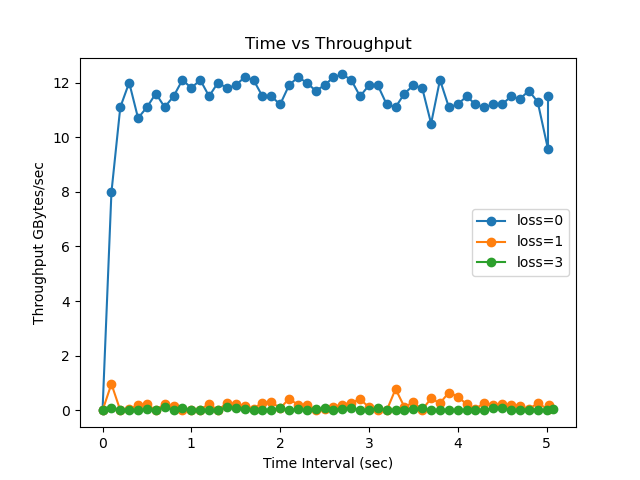 Time vs Throughput
Throughput GBytes/sec
12
10
8
6
4
2
0
loss=0
loss=1
loss=3
0 1 2 3 4 5
Time Interval (sec)